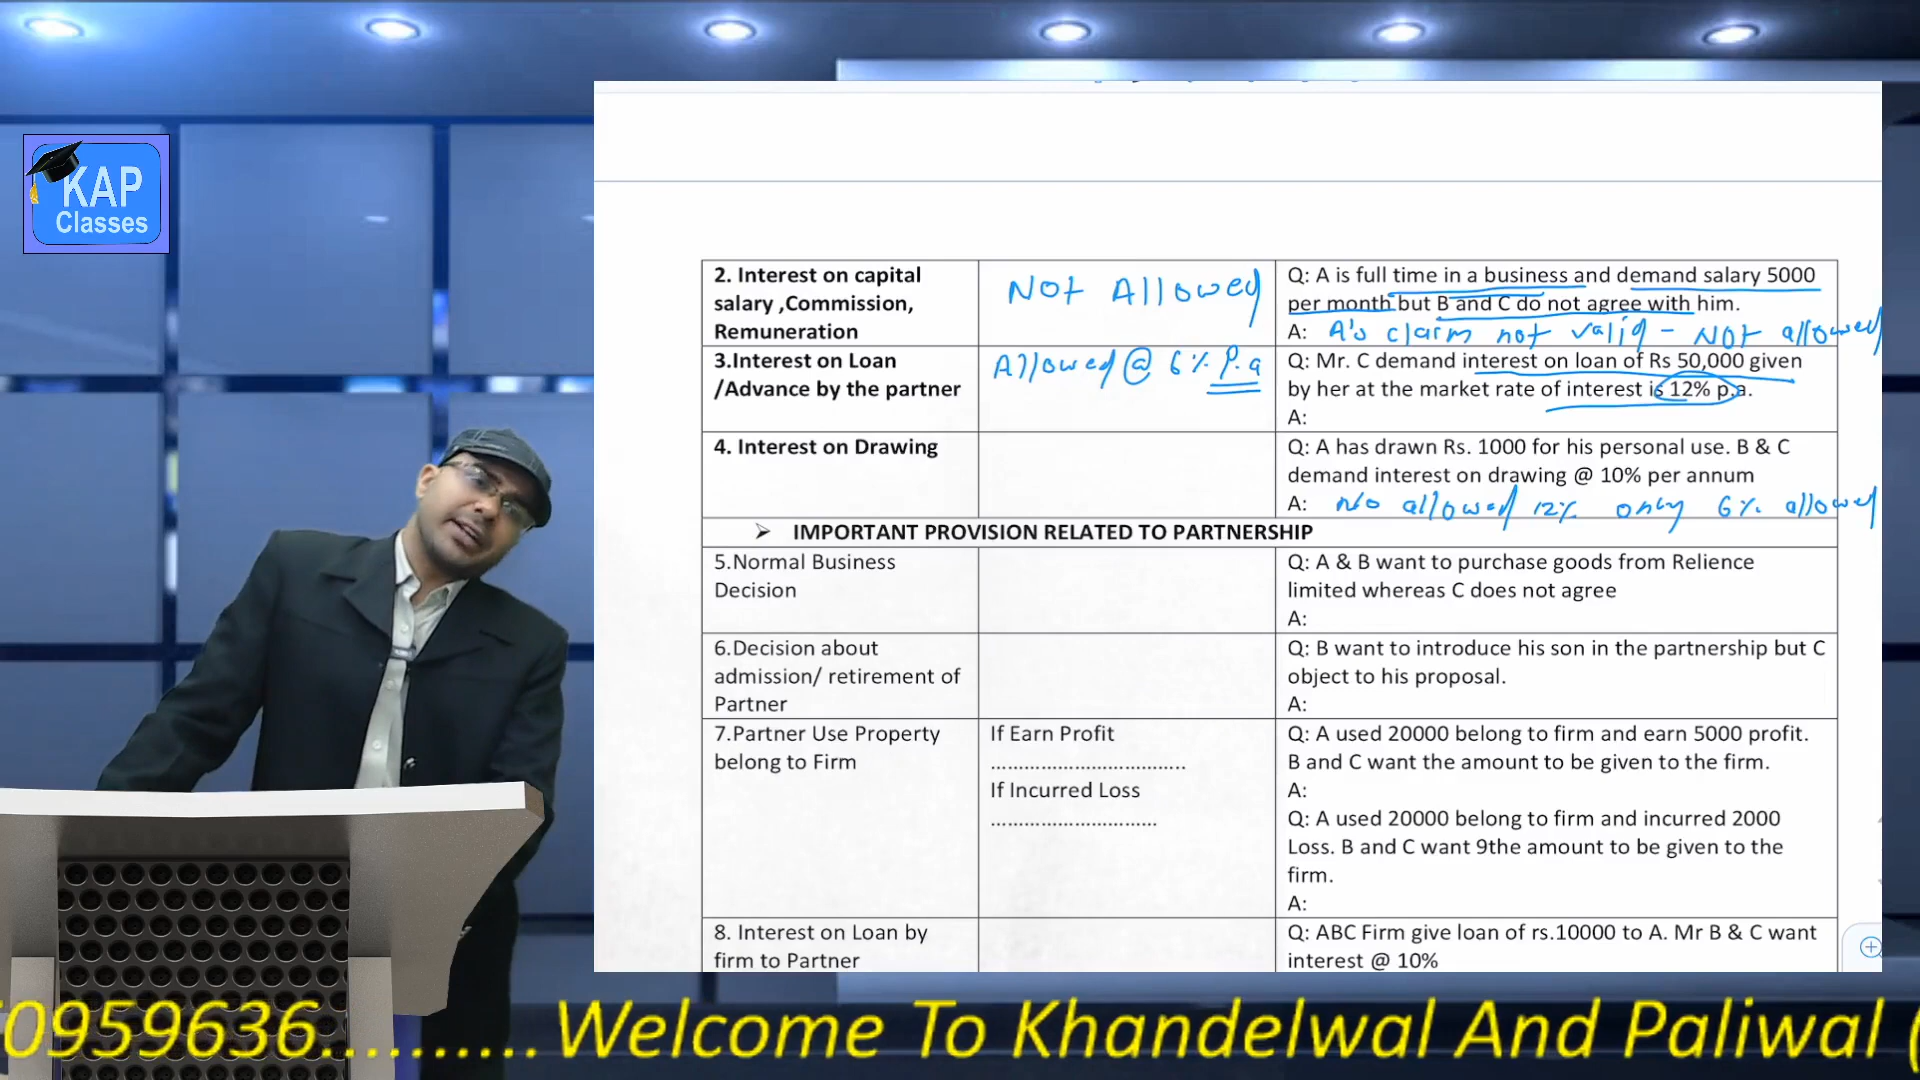 KAP
Classes
2. Interest on capital
salary ,Commission,
Remuneration
Not Allowed
Q: A is full time in a business and demand salary 5000
per month but B and C do not agree with him.
A: A's claim not valid - Not allowed
3.Interest on Loan
/Advance by the partner
Allowed @ 6% P.a
Q: Mr. C demand interest on loan of Rs 50,000 given
by her at the market rate of interest is 12% p.a.
A:
4. Interest on Drawing
Q: A has drawn Rs. 1000 for his personal use. B & C
demand interest on drawing @ 10% per annum
A: No allowed 12% only 6% allowed
➢ IMPORTANT PROVISION RELATED TO PARTNERSHIP
5.Normal Business
Decision
Q: A & B want to purchase goods from Relience
limited whereas C does not agree
A:
6.Decision about
admission/ retirement of
Partner
Q: B want to introduce his son in the partnership but C
object to his proposal.
A:
7.Partner Use Property
belong to Firm
If Earn Profit
......................................
If Incurred Loss
................................
Q: A used 20000 belong to firm and earn 5000 profit.
B and C want the amount to be given to the firm.
A:
Q: A used 20000 belong to firm and incurred 2000
Loss. B and C want 9the amount to be given to the
firm.
A:
8. Interest on Loan by
firm to Partner
Q: ABC Firm give loan of rs.10000 to A. Mr B & C want
interest @ 10%
0959636..........Welcome To Khandelwal And Paliwal (